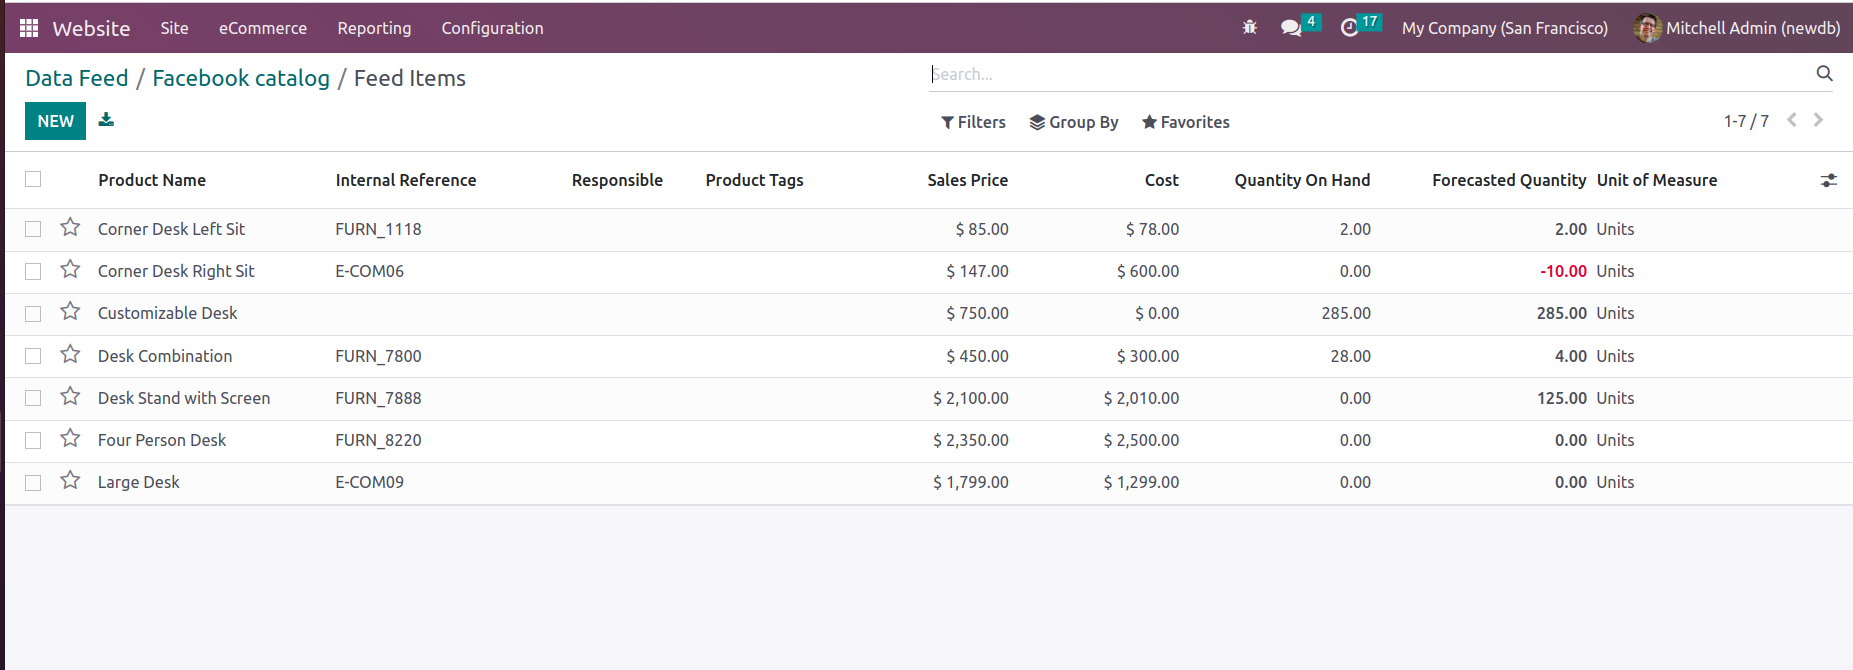 Website Site eCommerce Reporting Configuration 4 17 My Company (San Francisco) Mitchell Admin (newdb)
Data Feed / Facebook catalog / Feed Items Search...
NEW Filters Group By Favorites 1-7 / 7
Product Name Internal Reference Responsible Product Tags Sales Price Cost Quantity On Hand Forecasted Quantity Unit of Measure
Corner Desk Left Sit FURN_1118 $ 85.00 $ 78.00 2.00 2.00 Units
Corner Desk Right Sit E-COM06 $ 147.00 $ 600.00 0.00 -10.00 Units
Customizable Desk $ 750.00 $ 0.00 285.00 285.00 Units
Desk Combination FURN_7800 $ 450.00 $ 300.00 28.00 4.00 Units
Desk Stand with Screen FURN_7888 $ 2,100.00 $ 2,010.00 0.00 125.00 Units
Four Person Desk FURN_8220 $ 2,350.00 $ 2,500.00 0.00 0.00 Units
Large Desk E-COM09 $ 1,799.00 $ 1,299.00 0.00 0.00 Units